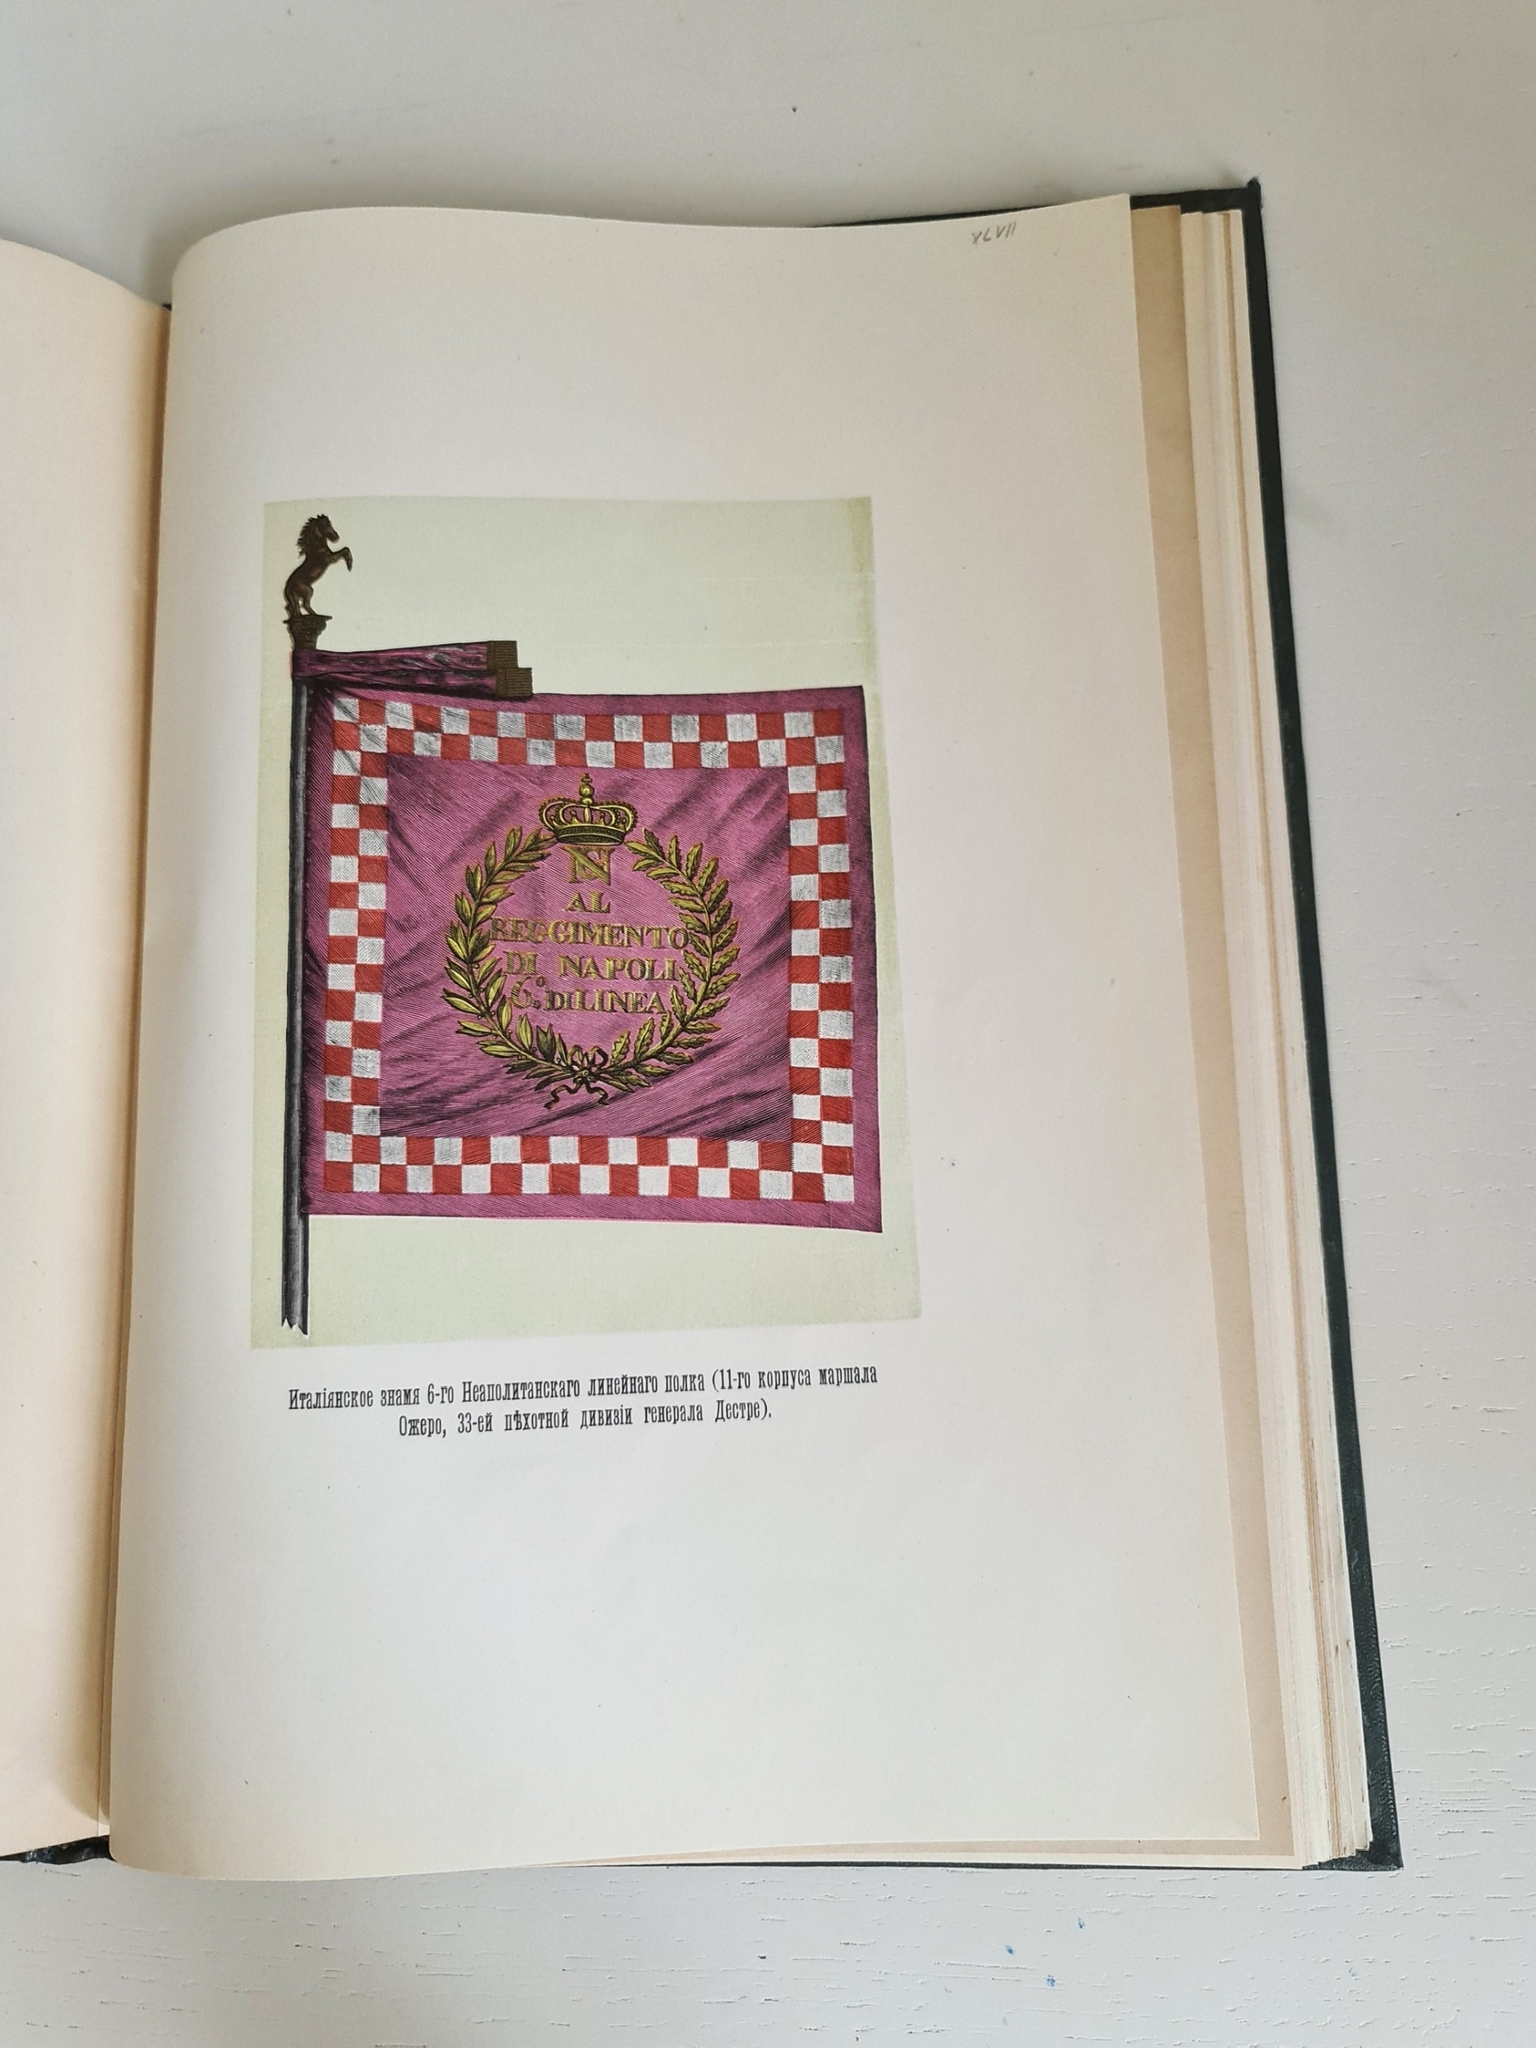 XLVII
N
AL
REGGIMENTO
DI NAPOLI
6.º DI LINEA
Италіянское знамя 6-го Неаполитанскаго линейнаго полка (11-го корпуса маршала
Ожеро, 33-ей пѣхотной дивизіи генерала Дестре).